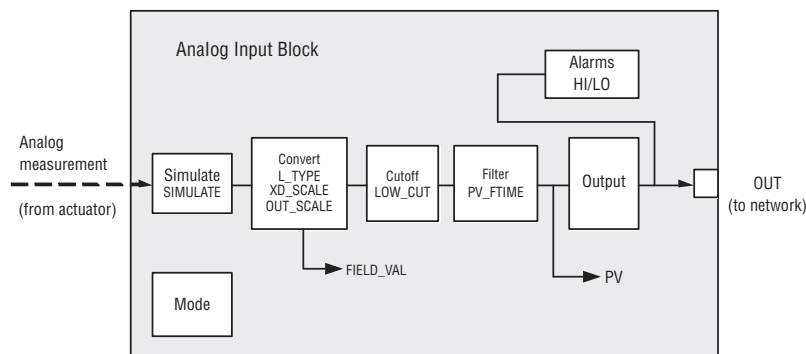 Analog Input Block
Alarms
HI/LO
Analog
measurement
(from actuator)
Simulate
SIMULATE
Convert
L_TYPE
XD_SCALE
OUT_SCALE
Cutoff
LOW_CUT
Filter
PV_FTIME
Output
OUT
(to network)
FIELD_VAL
PV
Mode